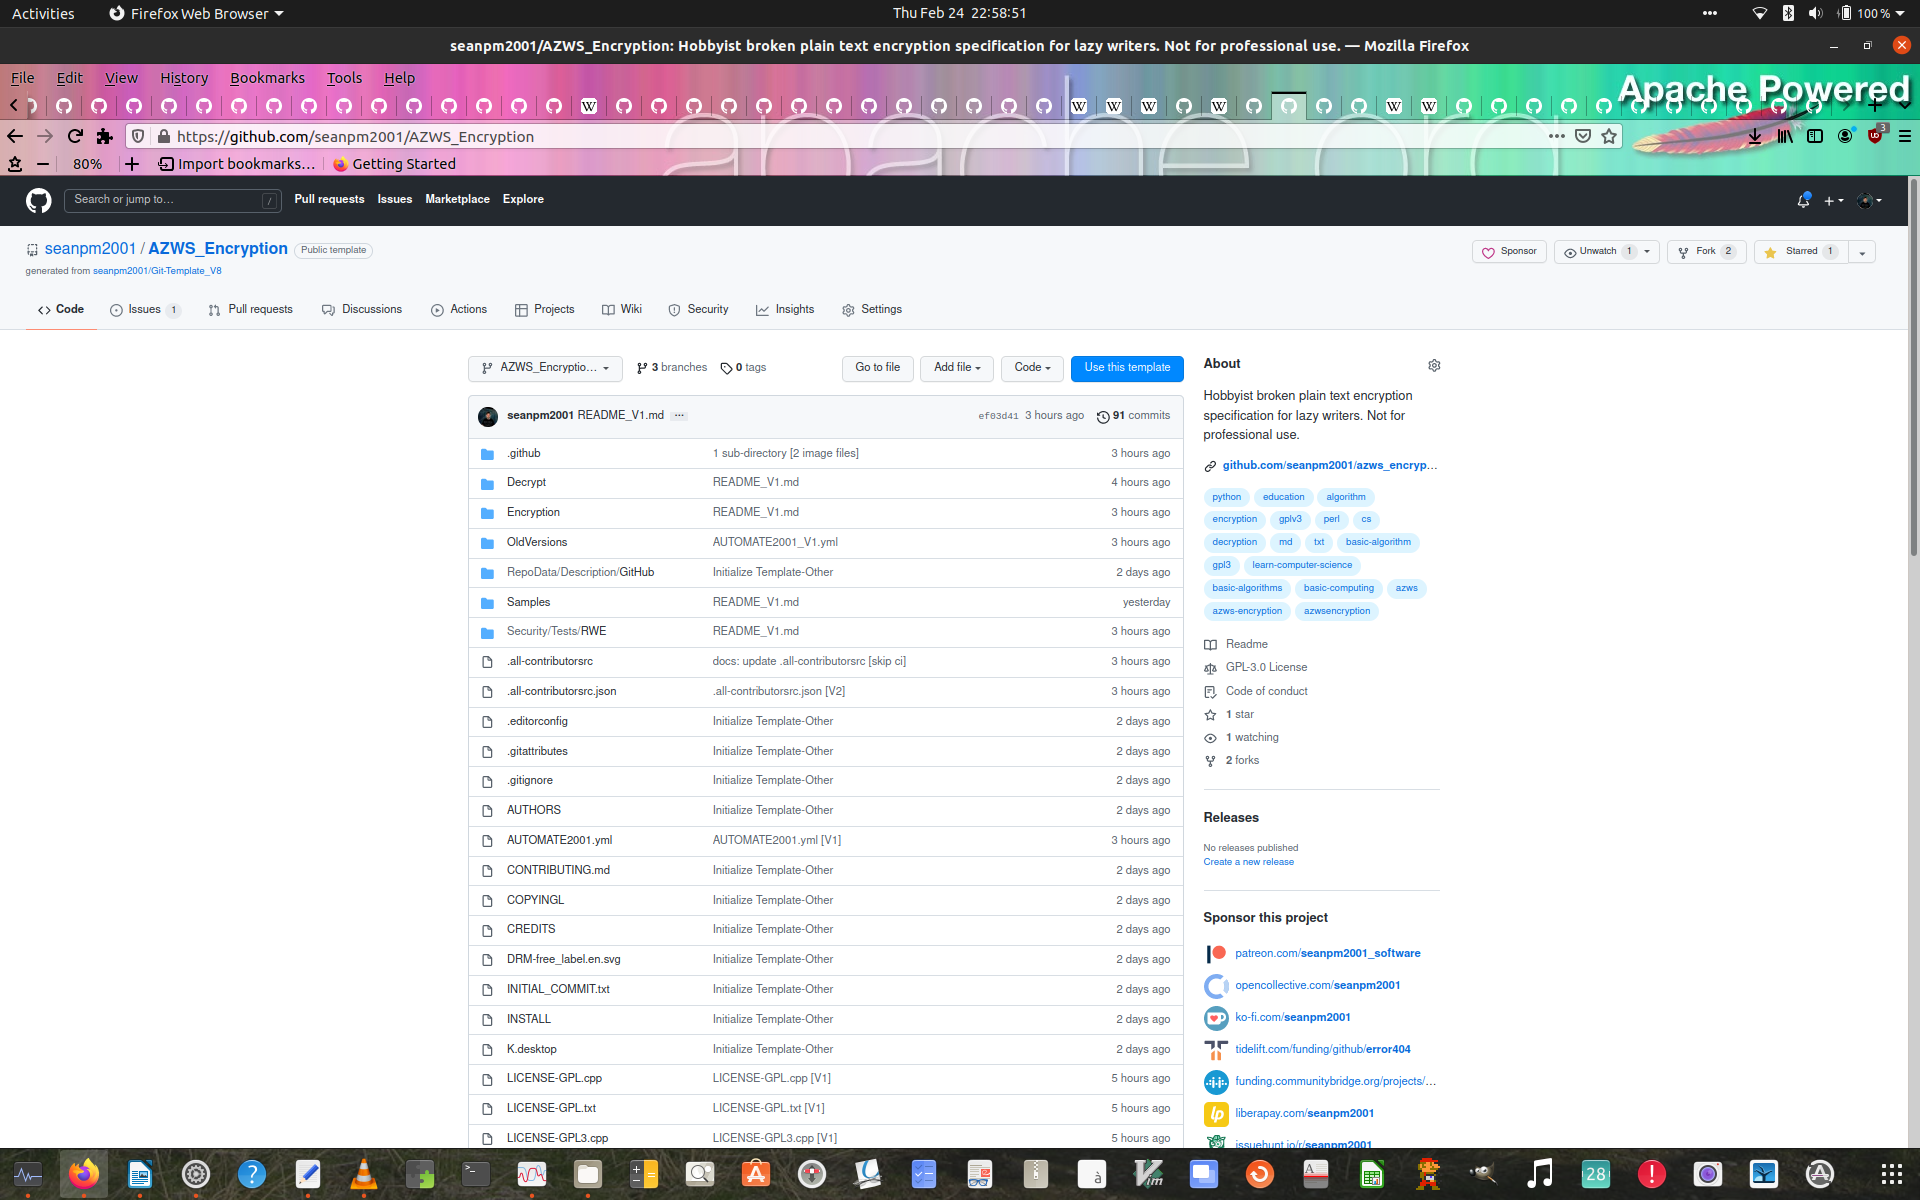 Activities
Firefox Web Browser
Thu Feb 24 22:58:51
100 %
seanpm2001/AZWS_Encryption: Hobbyist broken plain text encryption specification for lazy writers. Not for professional use. — Mozilla Firefox
File Edit View History Bookmarks Tools Help
Apache Powered
https://github.com/seanpm2001/AZWS_Encryption
3
80%
Import bookmarks...
Getting Started
Search or jump to...
/
Pull requests Issues Marketplace Explore
seanpm2001 / AZWS_Encryption
Public template
generated from seanpm2001/Git-Template_V8
Sponsor
Unwatch 1
Fork 2
Starred 1
Code
Issues 1
Pull requests
Discussions
Actions
Projects
Wiki
Security
Insights
Settings
AZWS_Encryptio...
3 branches
0 tags
Go to file
Add file
Code
Use this template
seanpm2001 README_V1.md ...
ef03d41 3 hours ago
91 commits
.github 1 sub-directory [2 image files] 3 hours ago
Decrypt README_V1.md 4 hours ago
Encryption README_V1.md 3 hours ago
OldVersions AUTOMATE2001_V1.yml 3 hours ago
RepoData/Description/GitHub Initialize Template-Other 2 days ago
Samples README_V1.md yesterday
Security/Tests/RWE README_V1.md 3 hours ago
.all-contributorsrc docs: update .all-contributorsrc [skip ci] 3 hours ago
.all-contributorsrc.json .all-contributorsrc.json [V2] 3 hours ago
.editorconfig Initialize Template-Other 2 days ago
.gitattributes Initialize Template-Other 2 days ago
.gitignore Initialize Template-Other 2 days ago
AUTHORS Initialize Template-Other 2 days ago
AUTOMATE2001.yml AUTOMATE2001.yml [V1] 3 hours ago
CONTRIBUTING.md Initialize Template-Other 2 days ago
COPYINGL Initialize Template-Other 2 days ago
CREDITS Initialize Template-Other 2 days ago
DRM-free_label.en.svg Initialize Template-Other 2 days ago
INITIAL_COMMIT.txt Initialize Template-Other 2 days ago
INSTALL Initialize Template-Other 2 days ago
K.desktop Initialize Template-Other 2 days ago
LICENSE-GPL.cpp LICENSE-GPL.cpp [V1] 5 hours ago
LICENSE-GPL.txt LICENSE-GPL.txt [V1] 5 hours ago
LICENSE-GPL3.cpp LICENSE-GPL3.cpp [V1] 5 hours ago
About
Hobbyist broken plain text encryption
specification for lazy writers. Not for
professional use.
github.com/seanpm2001/azws_encryp...
python education algorithm
encryption gplv3 perl cs
decryption md txt basic-algorithm
gpl3 learn-computer-science
basic-algorithms basic-computing azws
azws-encryption azwsencryption
Readme
GPL-3.0 License
Code of conduct
1 star
1 watching
2 forks
Releases
No releases published
Create a new release
Sponsor this project
patreon.com/seanpm2001_software
opencollective.com/seanpm2001
ko-fi.com/seanpm2001
tidelift.com/funding/github/error404
funding.communitybridge.org/projects/...
liberapay.com/seanpm2001
issuehunt.io/r/seanpm2001
28